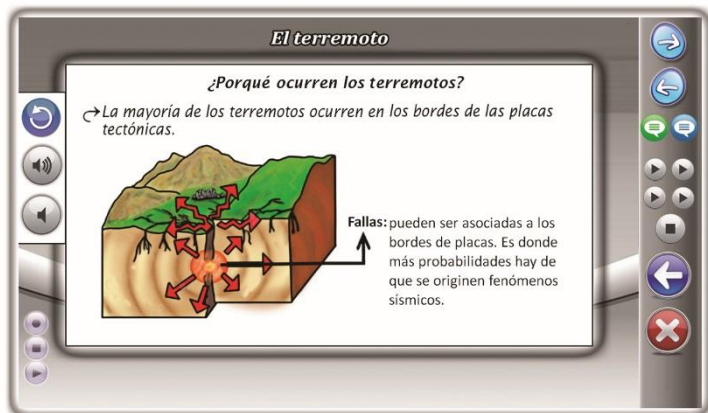 El terremoto
¿Porqué ocurren los terremotos?
La mayoría de los terremotos ocurren en los bordes de las placas
tectónicas.
Fallas: pueden ser asociadas a los
bordes de placas. Es donde
más probabilidades hay de
que se originen fenómenos
sísmicos.